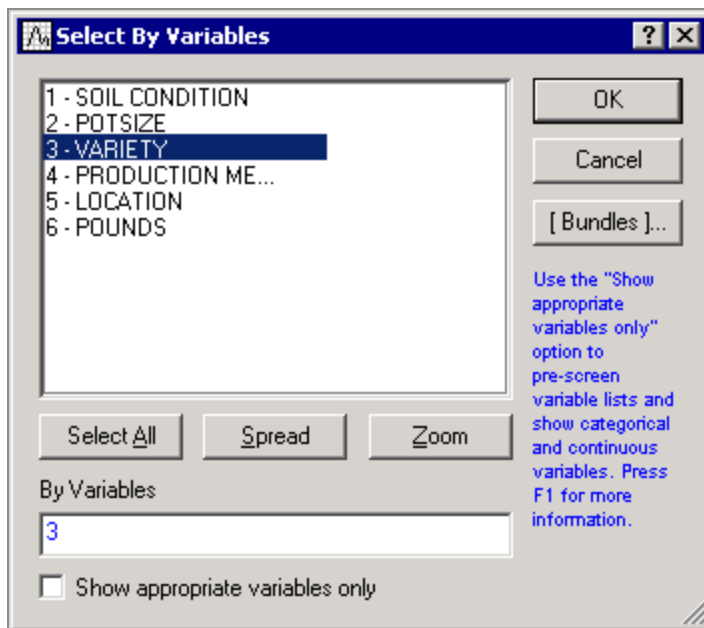 Select By Variables
1 - SOIL CONDITION
2 - POTSIZE
3 - VARIETY
4 - PRODUCTION ME...
5 - LOCATION
6 - POUNDS
OK
Cancel
[ Bundles ]...
Use the "Show
appropriate
variables only"
option to
pre-screen
variable lists and
show categorical
and continuous
variables. Press
F1 for more
information.
Select All
Spread
Zoom
By Variables
3
Show appropriate variables only